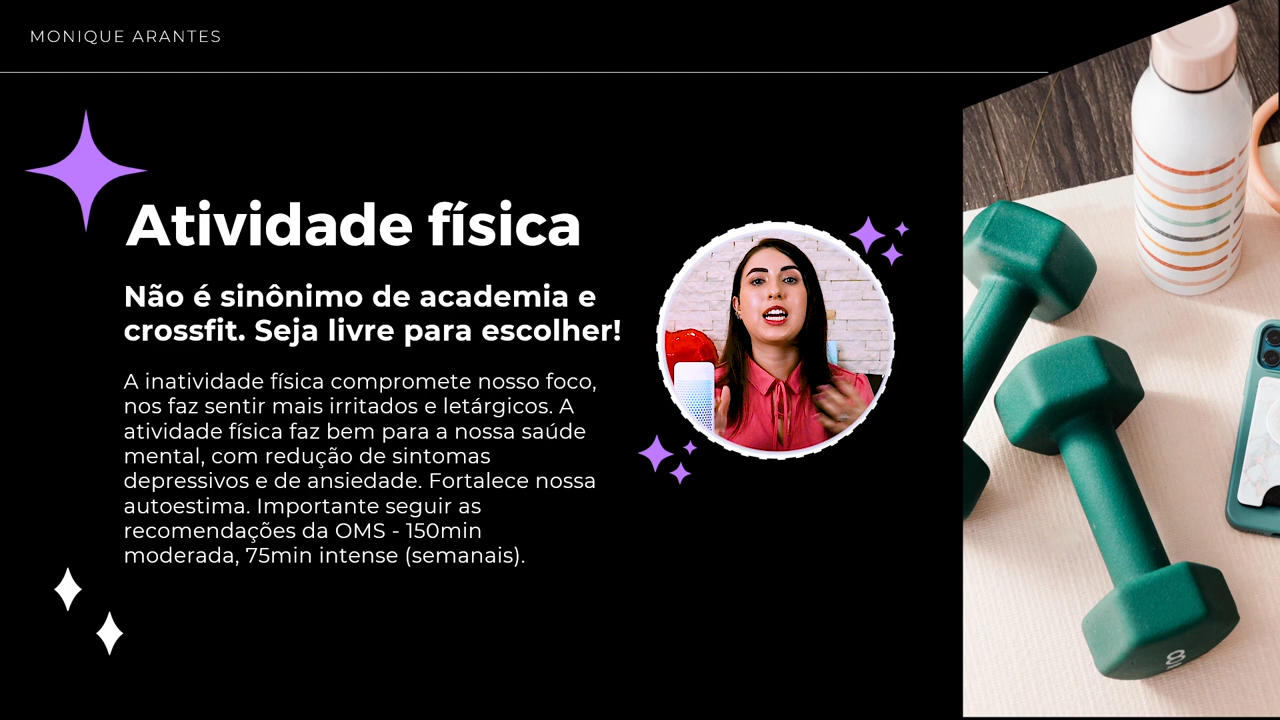 MONIQUE ARANTES
Atividade física
Não é sinônimo de academia e
crossfit. Seja livre para escolher!
A inatividade física compromete nosso foco,
nos faz sentir mais irritados e letárgicos. A
atividade física faz bem para a nossa saúde
mental, com redução de sintomas
depressivos e de ansiedade. Fortalece nossa
autoestima. Importante seguir as
recomendações da OMS - 150min
moderada, 75min intense (semanais).